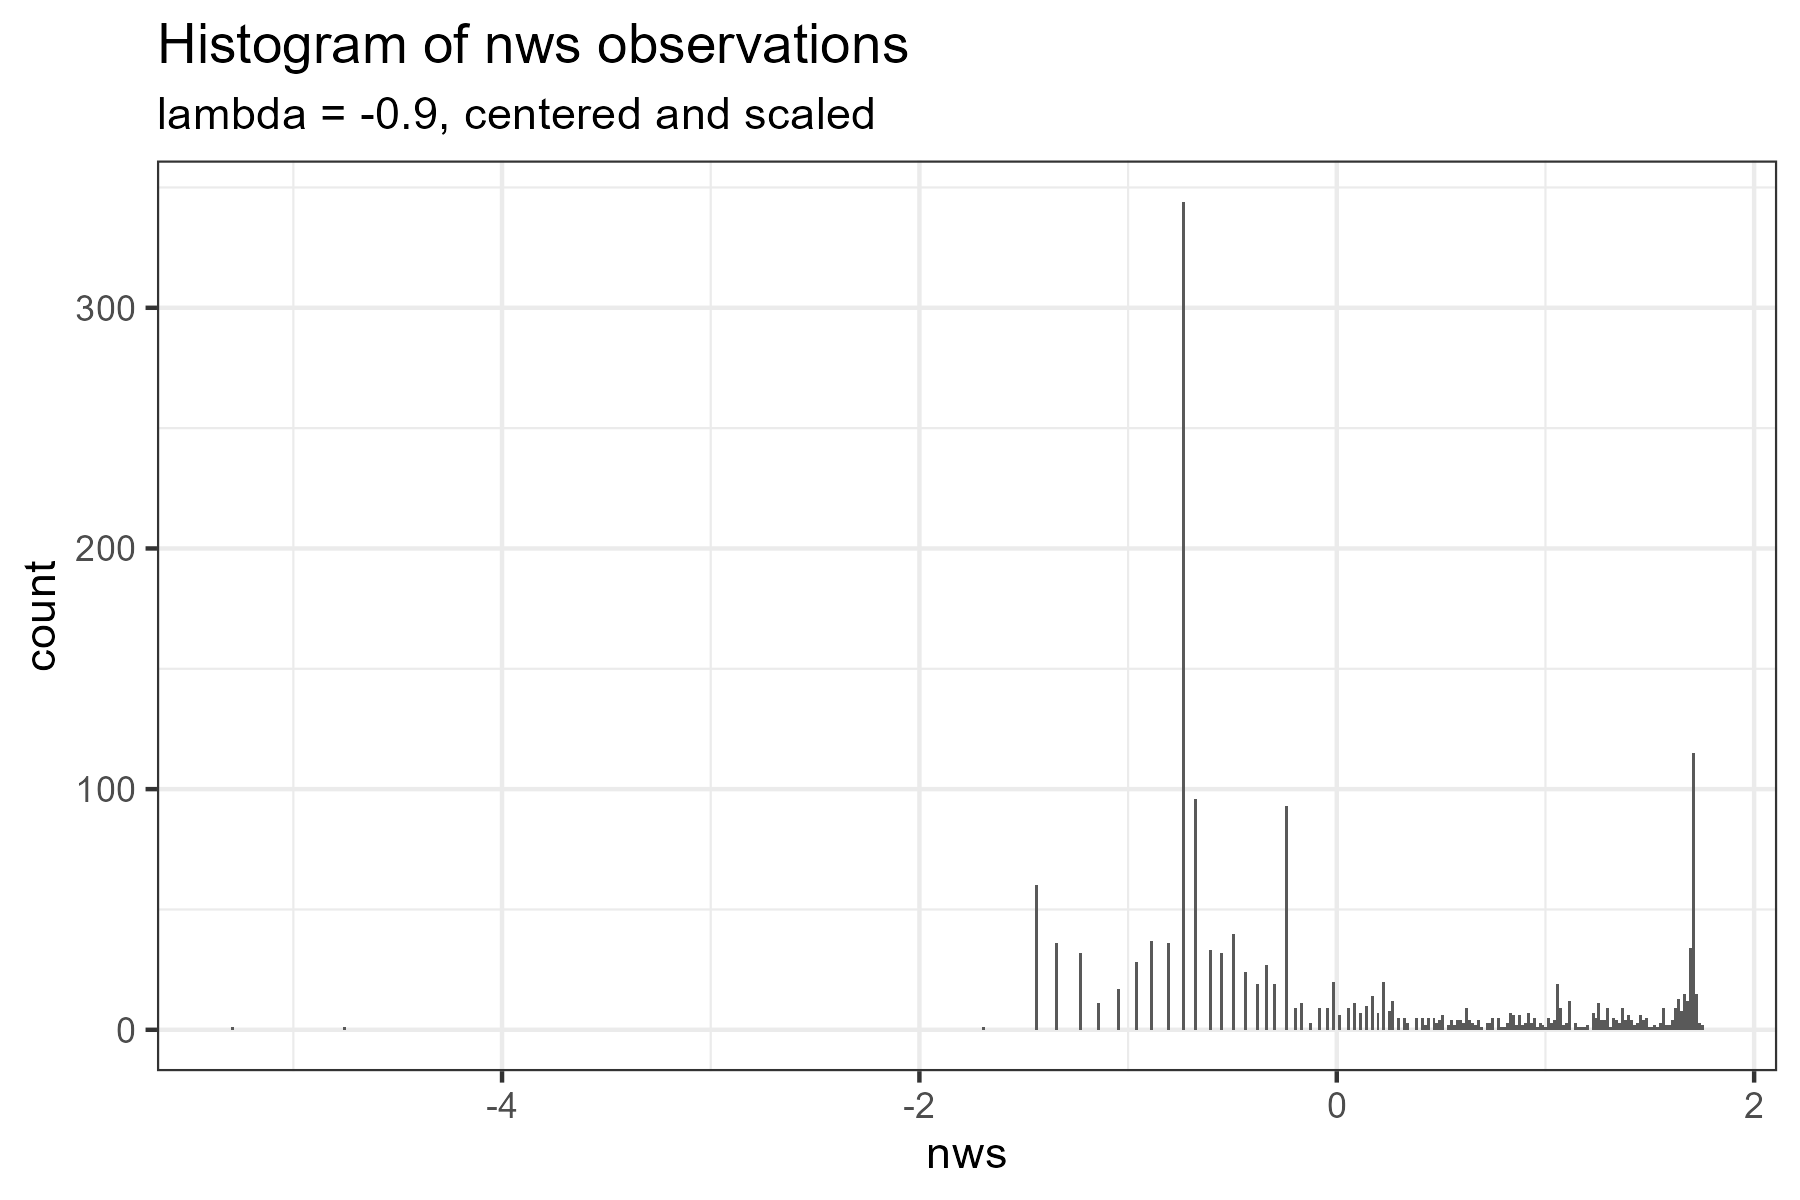 Histogram of nws observations
lambda = -0.9, centered and scaled
300
200
100
0
count
-4
-2
0
2
nws